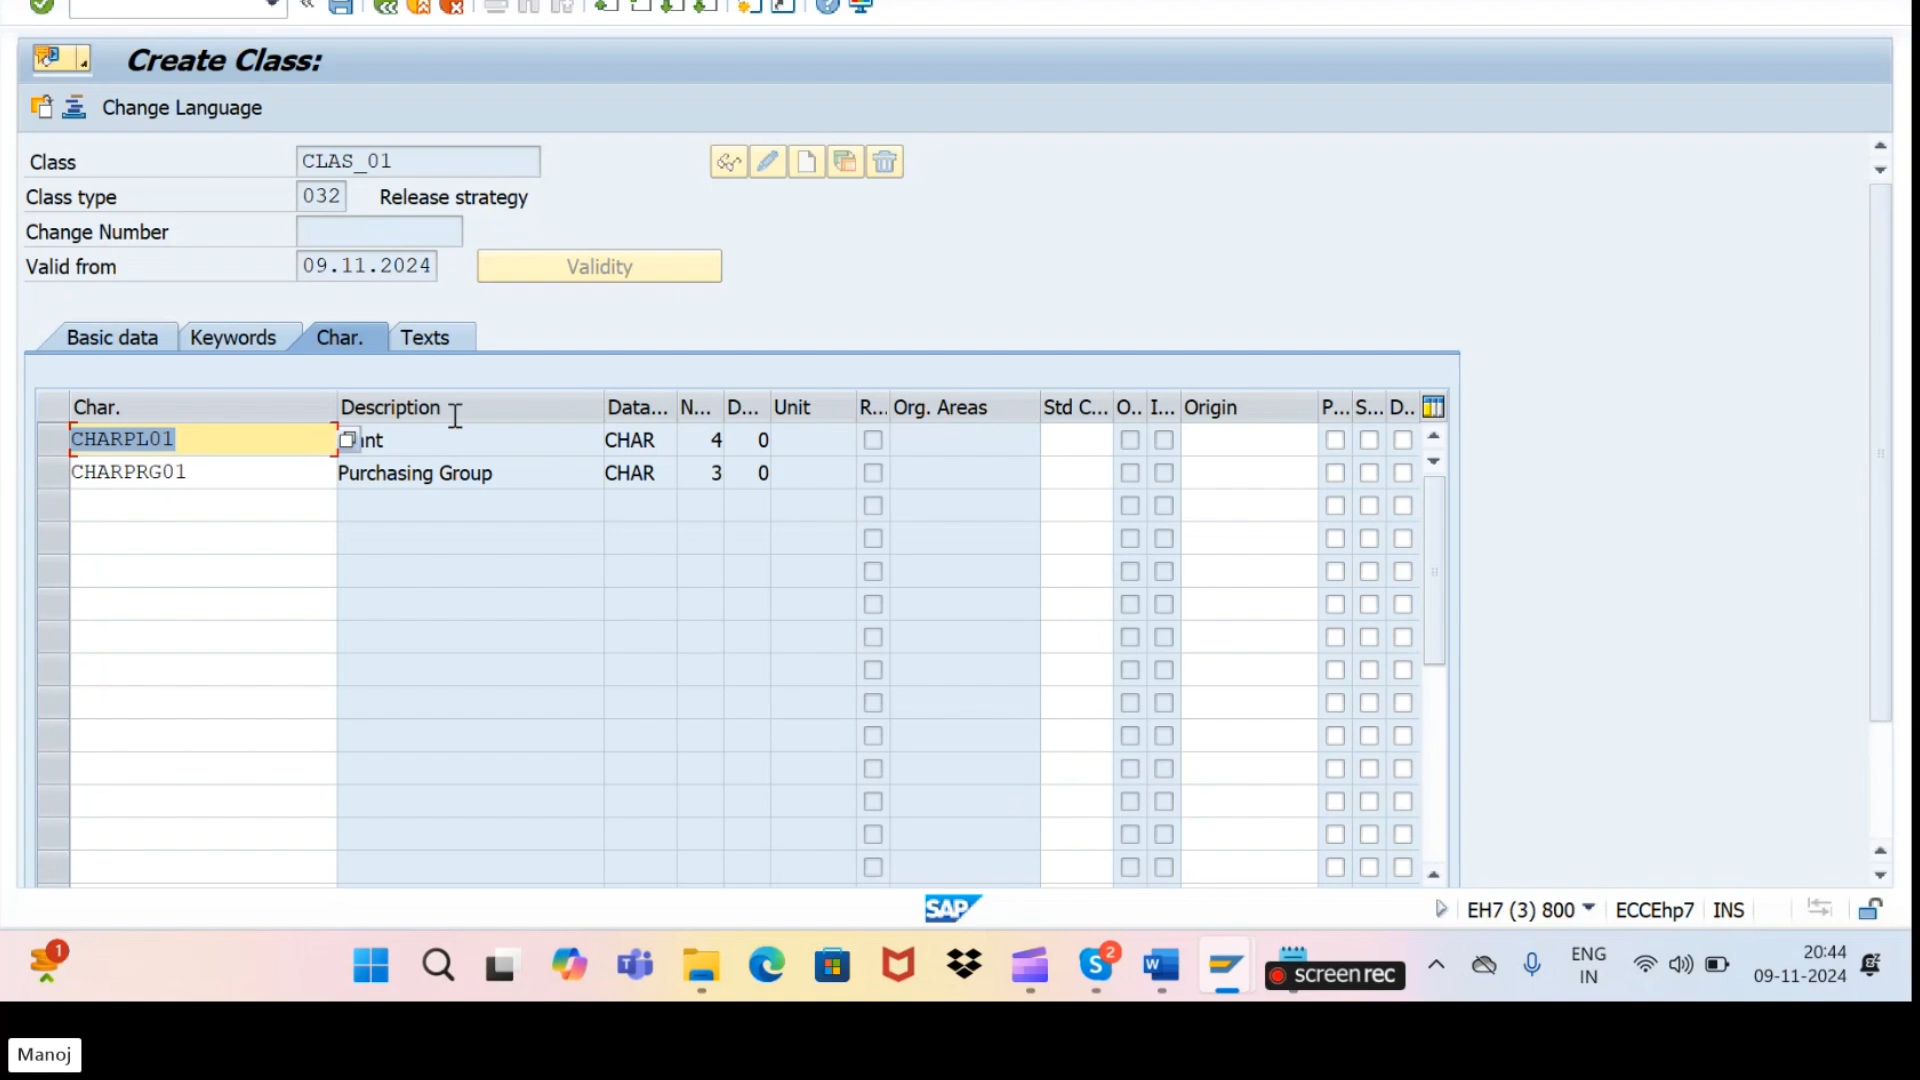 Create Class:
Change Language
Class CLAS_01
Class type 032 Release strategy
Change Number
Valid from 09.11.2024 Validity
Basic data Keywords Char. Texts
Char. Description Data... N... D... Unit R... Org. Areas Std C... O.. I... Origin P... S... D..
CHARPL01 nt CHAR 4 0
CHARPRG01 Purchasing Group CHAR 3 0
SAP EH7 (3) 800 ECCEhp7 INS
1 2 screenrec ENG IN 20:44 09-11-2024
Manoj